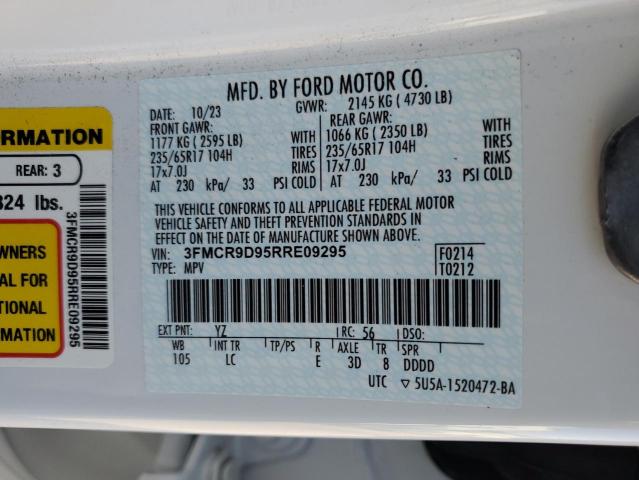 MFD. BY FORD MOTOR CO.
DATE: 10/23 GVWR: 2145 KG ( 4730 LB)
FRONT GAWR: REAR GAWR:
1177 KG ( 2595 LB) WITH 1066 KG ( 2350 LB) WITH
235/65R17 104H TIRES 235/65R17 104H TIRES
17x7.0J RIMS 17x7.0J RIMS
AT 230 kPa/ 33 PSI COLD AT 230 kPa/ 33 PSI COLD
THIS VEHICLE CONFORMS TO ALL APPLICABLE FEDERAL MOTOR
VEHICLE SAFETY AND THEFT PREVENTION STANDARDS IN
EFFECT ON THE DATE OF MANUFACTURE SHOWN ABOVE.
VIN: 3FMCR9D95RRE09295 F0214
TYPE: MPV T0212
EXT PNT: YZ RC: 56 DSO:
WB INT TR TP/PS R AXLE TR SPR
105 LC E 3D 8 DDDD
UTC ▽5U5A-1520472-BA
ORMATION
REAR: 3
824 lbs.
WNERS
AL FOR
TIONAL
MATION
3FMCR9D95RRE09295